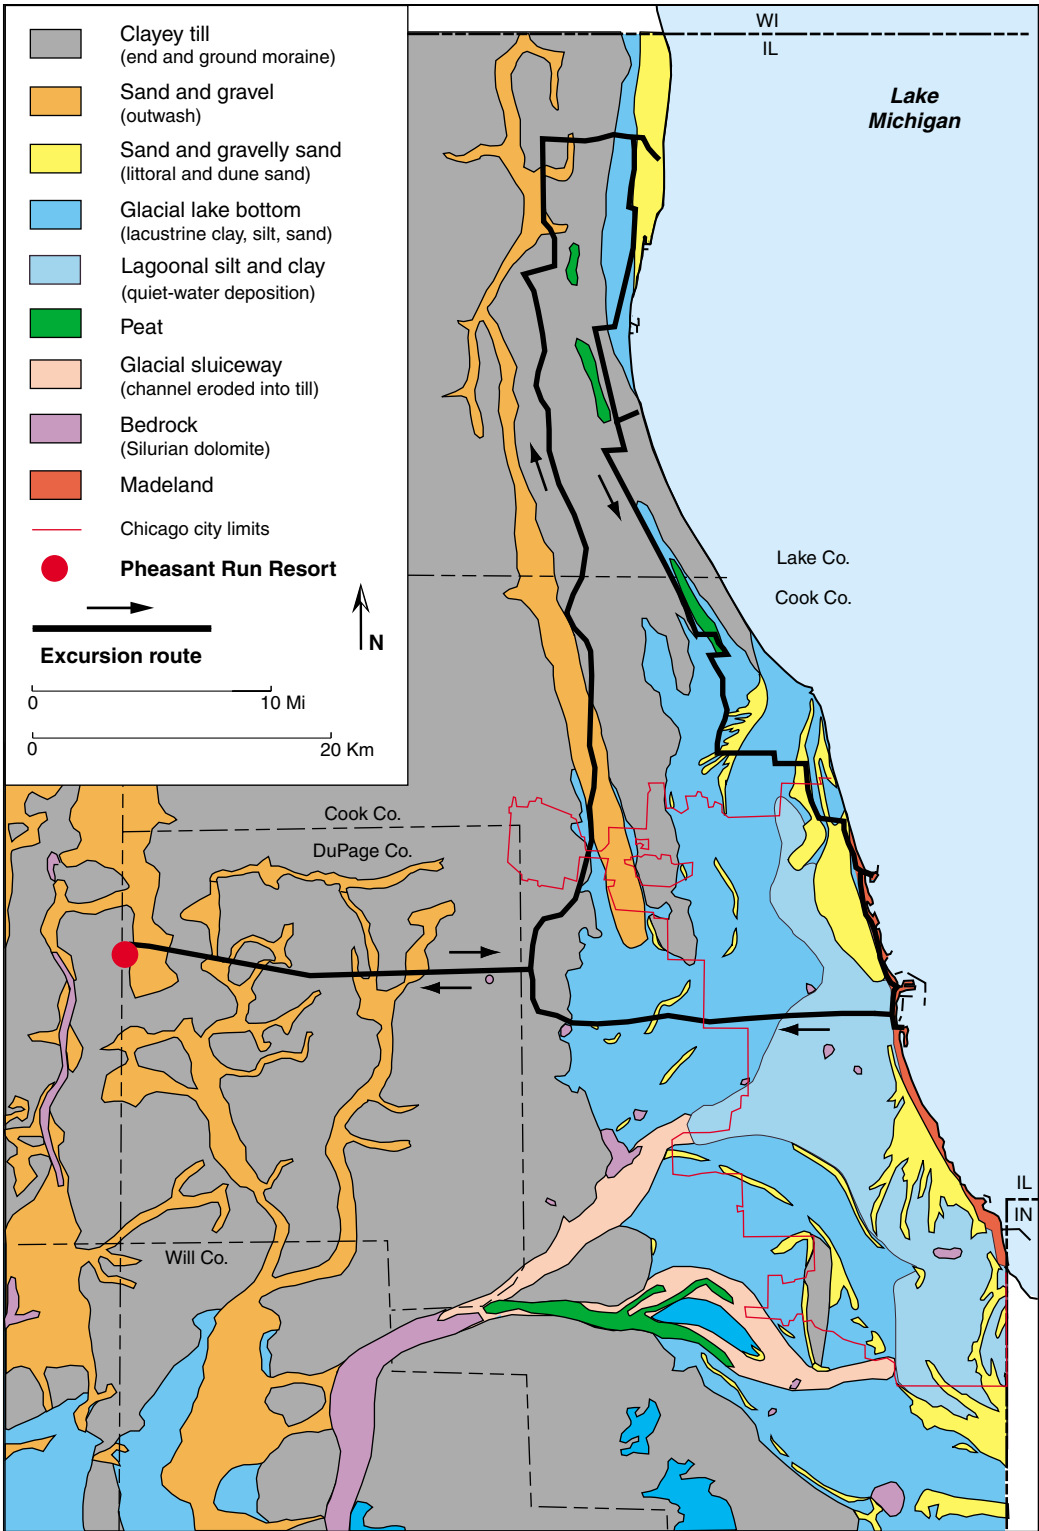 Clayey till
(end and ground moraine)
Sand and gravel
(outwash)
Sand and gravelly sand
(littoral and dune sand)
Glacial lake bottom
(lacustrine clay, silt, sand)
Lagoonal silt and clay
(quiet-water deposition)
Peat
Glacial sluiceway
(channel eroded into till)
Bedrock
(Silurian dolomite)
Madeland
Chicago city limits
Pheasant Run Resort
N
Excursion route
0 10 Mi
0 20 Km
WI
IL
Lake
Michigan
Lake Co.
Cook Co.
Cook Co.
DuPage Co.
Will Co.
IL
IN